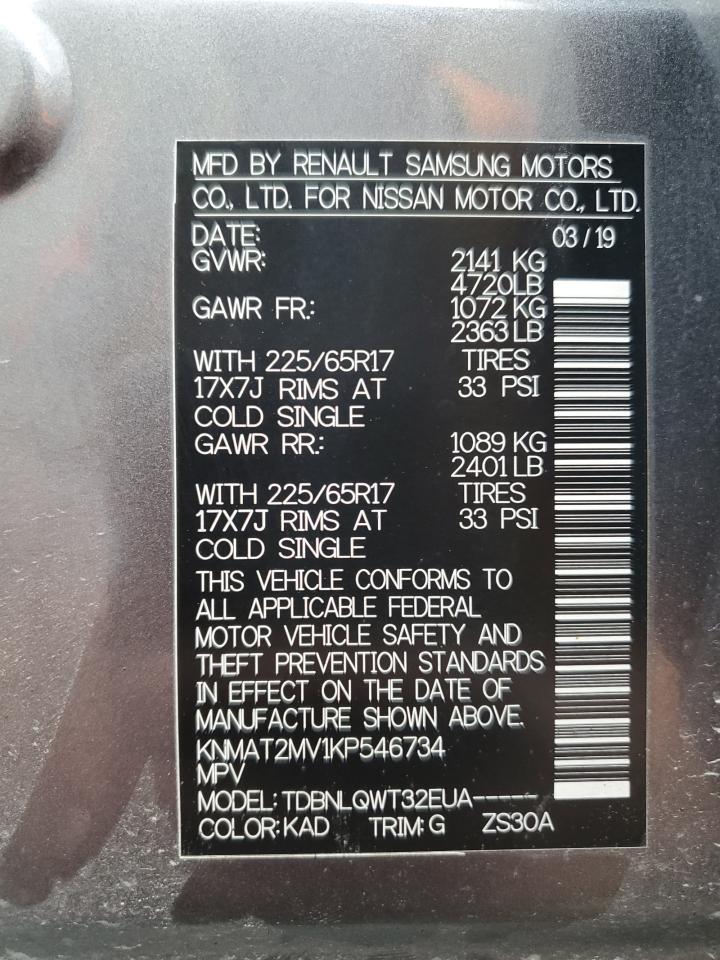 MFD BY RENAULT SAMSUNG MOTORS
CO., LTD. FOR NISSAN MOTOR CO., LTD.
DATE: 03/19
GVWR: 2141 KG
4720LB
GAWR FR.: 1072 KG
2363 LB
WITH 225/65R17 TIRES
17X7J RIMS AT 33 PSI
COLD SINGLE
GAWR RR.: 1089 KG
2401 LB
WITH 225/65R17 TIRES
17X7J RIMS AT 33 PSI
COLD SINGLE
THIS VEHICLE CONFORMS TO
ALL APPLICABLE FEDERAL
MOTOR VEHICLE SAFETY AND
THEFT PREVENTION STANDARDS
IN EFFECT ON THE DATE OF
MANUFACTURE SHOWN ABOVE.
KNMAT2MV1KP546734
MPV
MODEL: TDBNLQWT32EUA-----
COLOR: KAD TRIM: G ZS30A